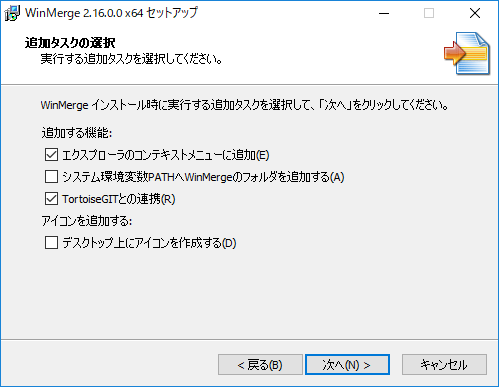 WinMerge 2.16.0.0 x64 セットアップ
追加タスクの選択
実行する追加タスクを選択してください。
WinMerge インストール時に実行する追加タスクを選択して、「次へ」をクリックしてください。
追加する機能:
エクスプローラのコンテキストメニューに追加(E)
システム環境変数PATHへWinMergeのフォルダを追加する(A)
TortoiseGITとの連携(R)
アイコンを追加する:
デスクトップ上にアイコンを作成する(D)
< 戻る(B)
次へ(N) >
キャンセル